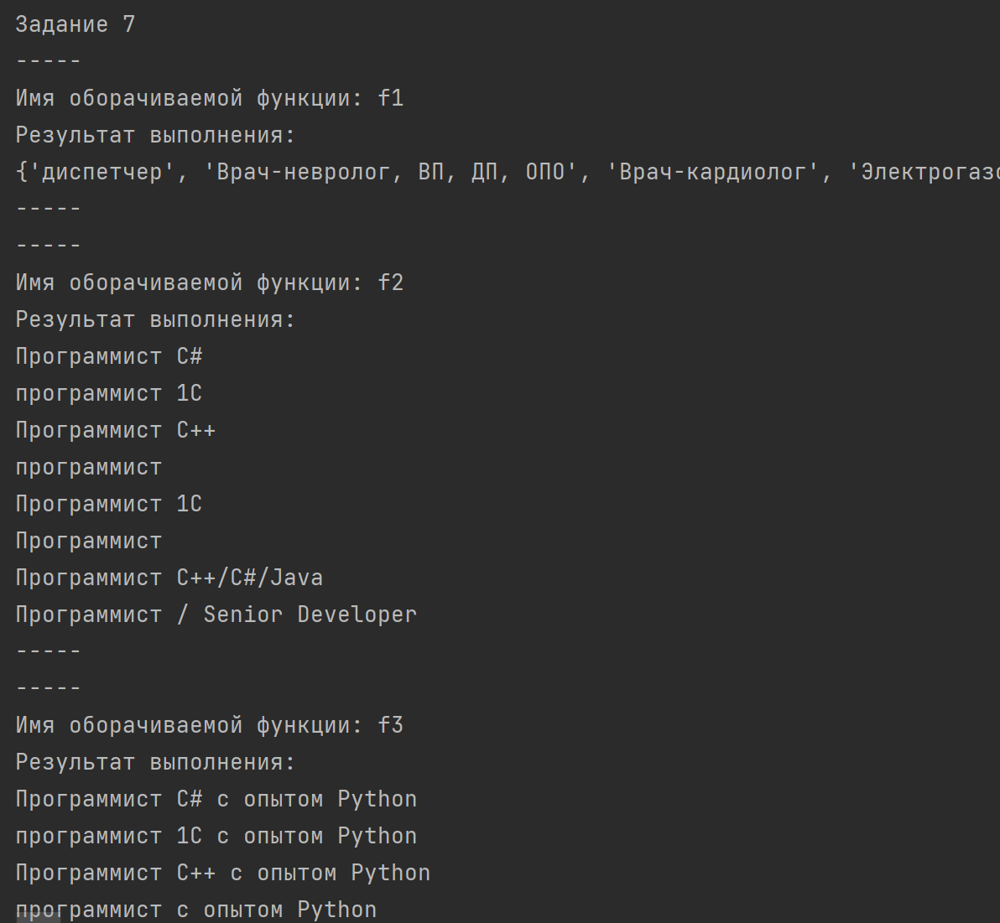 Задание 7
-----
Имя оборачиваемой функции: f1
Результат выполнения:
{'диспетчер', 'Врач-невролог, ВП, ДП, ОПО', 'Врач-кардиолог', 'Электрогазо
-----
-----
Имя оборачиваемой функции: f2
Результат выполнения:
Программист C#
программист 1С
Программист C++
программист
Программист 1С
Программист
Программист C++/C#/Java
Программист / Senior Developer
-----
-----
Имя оборачиваемой функции: f3
Результат выполнения:
Программист C# с опытом Python
программист 1С с опытом Python
Программист C++ с опытом Python
программист с опытом Python